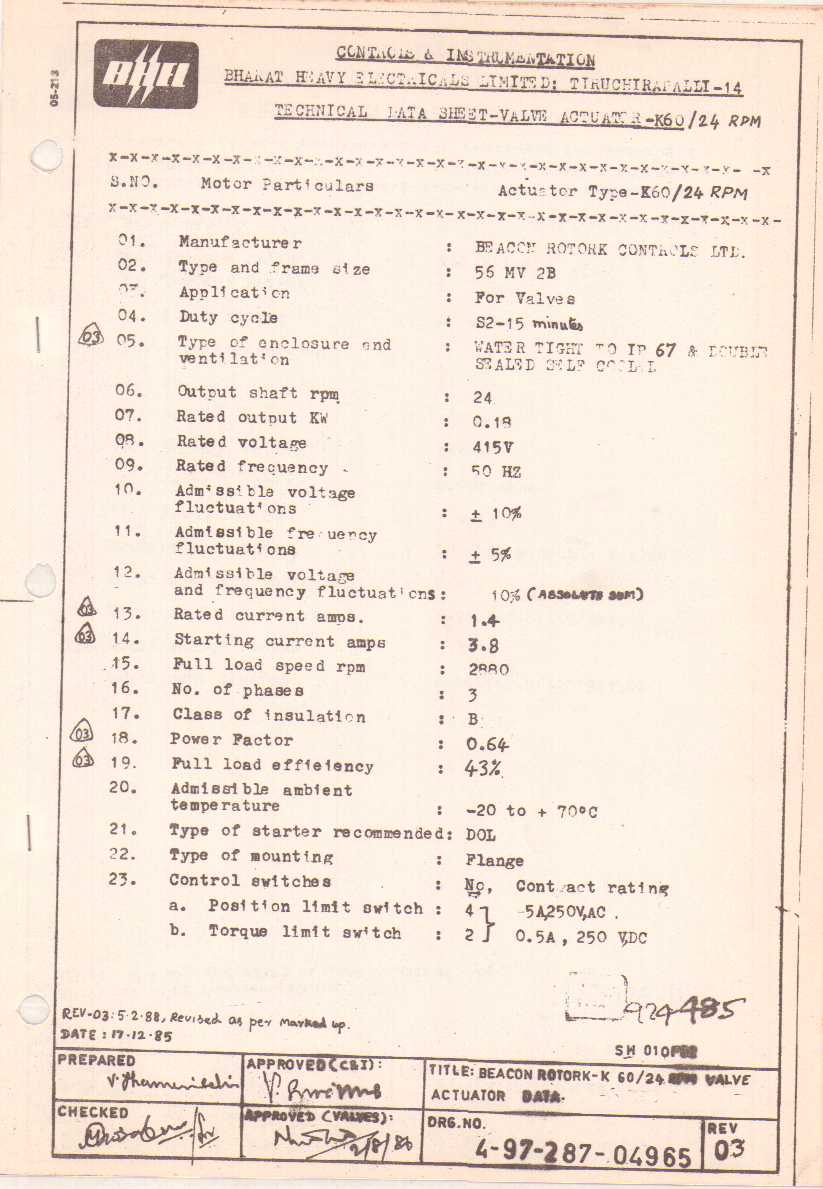 BHEL
05-213
CONTROLS & INSTRUMENTATION
BHARAT HEAVY ELECTRICALS LIMITED: TIRUCHIRAPALLI-14
TECHNICAL DATA SHEET-VALVE ACTUATOR-K60/24 RPM
x-x-x-x-x-x-x-x-x-x-x-x-x-x-x-x-x-x-x-x-x-x-x-x-x-x-x-x-x-x- -x
S.NO. Motor Particulars Actuator Type-K60/24 RPM
x-x-x-x-x-x-x-x-x-x-x-x-x-x-x-x-x-x-x-x-x-x-x-x-x-x-x-x-x-x-x-x-
01. Manufacturer : BEACON ROTORK CONTROLS LTD.
02. Type and frame size : 56 MV 2B
03. Application : For Valves
04. Duty cycle : S2-15 minutes
03 05. Type of enclosure and : WATER TIGHT TO IP 67 & DOUBLE
ventilation SEALED SELF COOLED
06. Output shaft rpm : 24
07. Rated output KW : 0.18
08. Rated voltage : 415V
09. Rated frequency : 50 HZ
10. Admissible voltage
fluctuations : ± 10%
11. Admissible frequency
fluctuations : ± 5%
12. Admissible voltage
and frequency fluctuations: 10% (ABSOLUTE SUM)
03 13. Rated current amps. : 1.4
03 14. Starting current amps : 3.8
15. Full load speed rpm : 2880
16. No. of phases : 3
17. Class of insulation : B
03 18. Power Factor : 0.64
03 19. Full load effieiency : 43%
20. Admissible ambient
temperature : -20 to + 70°C
21. Type of starter recommended: DOL
22. Type of mounting : Flange
23. Control switches : No, Contract rating
a. Position limit switch : 4 5A,250V,AC.
b. Torque limit switch : 2 0.5A, 250 V,DC
924485
REV-03: 5.2.88, Revised as per marked up.
DATE: 17-12-85
SH 010F
PREPARED
APPROVED (C&I):
TITLE: BEACON ROTORK-K 60/24 RPM VALVE
ACTUATOR DATA.
CHECKED
APPROVED (VALVES):
2/8/86
DRG.NO.
4-97-287-04965
REV
03